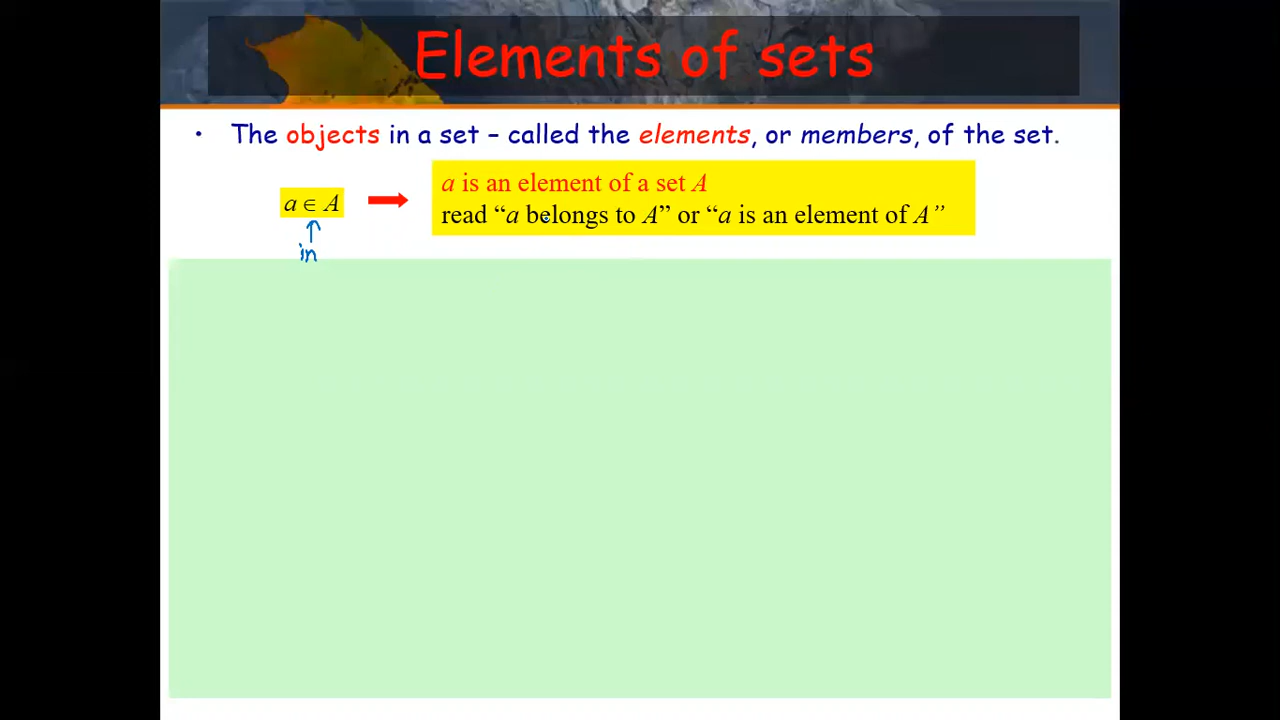 Elements of sets
• The objects in a set – called the elements, or members, of the set.
a is an element of a set A
a ∈ A
read “a belongs to A” or “a is an element of A”
in